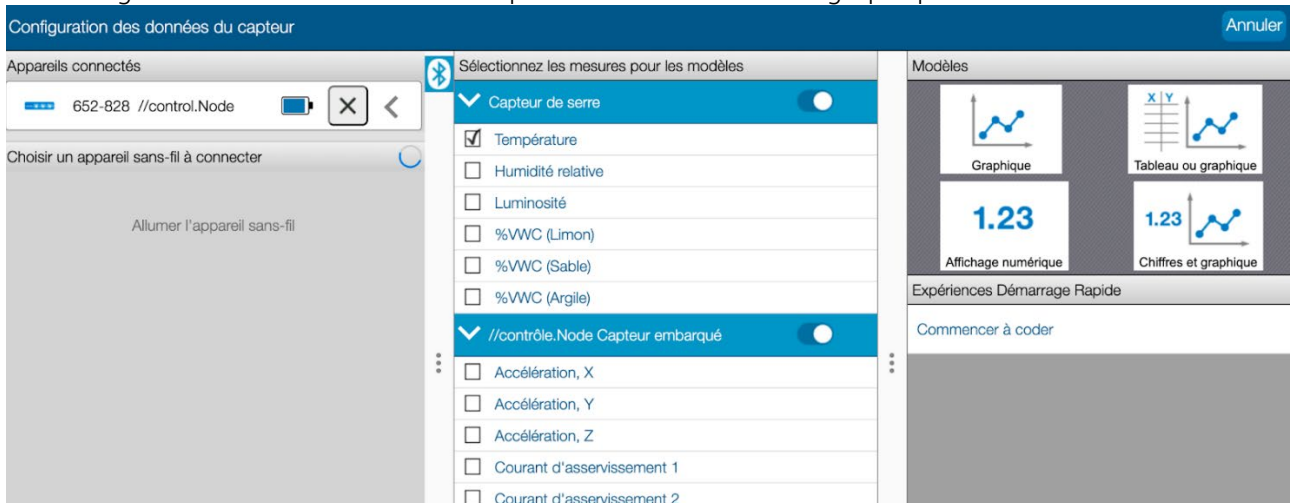 Configuration des données du capteur
Annuler
Appareils connectés
652-828 //control.Node
Choisir un appareil sans-fil à connecter
Allumer l'appareil sans-fil
Sélectionnez les mesures pour les modèles
Capteur de serre
Température
Humidité relative
Luminosité
%VWC (Limon)
%VWC (Sable)
%VWC (Argile)
//contrôle.Node Capteur embarqué
Accélération, X
Accélération, Y
Accélération, Z
Courant d'asservissement 1
Courant d'asservissement 2
Modèles
Graphique
X Y
Tableau ou graphique
1.23
Affichage numérique
1.23
Chiffres et graphique
Expériences Démarrage Rapide
Commencer à coder